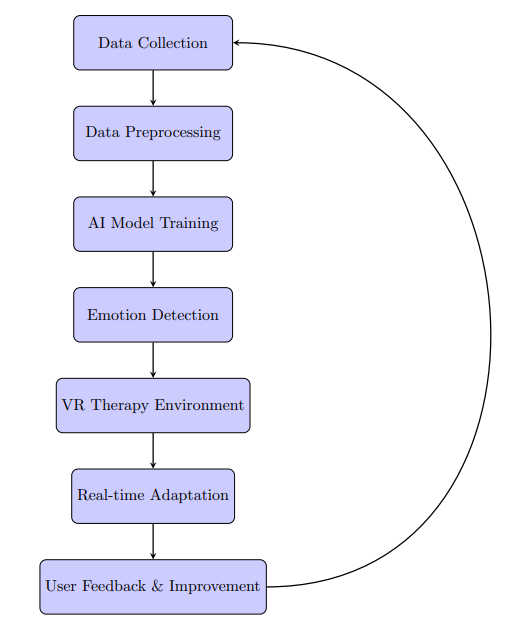 Data Collection
Data Preprocessing
AI Model Training
Emotion Detection
VR Therapy Environment
Real-time Adaptation
User Feedback & Improvement